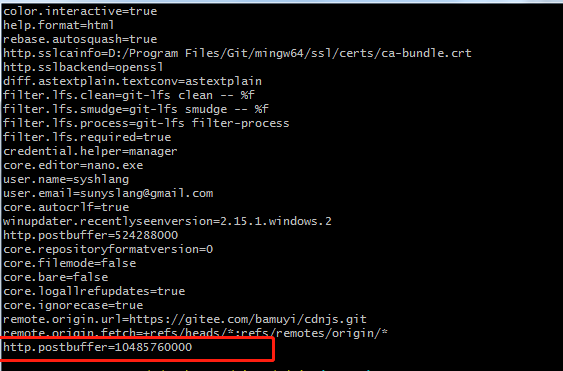 color.interactive=true
help.format=html
rebase.autosquash=true
http.sslcainfo=D:/Program Files/Git/mingw64/ssl/certs/ca-bundle.crt
http.sslbackend=openssl
diff.astextplain.textconv=astextplain
filter.lfs.clean=git-lfs clean -- %f
filter.lfs.smudge=git-lfs smudge -- %f
filter.lfs.process=git-lfs filter-process
filter.lfs.required=true
credential.helper=manager
core.editor=nano.exe
user.name=syshlang
user.email=sunyslang@gmail.com
core.autocrlf=true
winupdater.recentlyseenversion=2.15.1.windows.2
http.postbuffer=524288000
core.repositoryformatversion=0
core.filemode=false
core.bare=false
core.logallrefupdates=true
core.ignorecase=true
remote.origin.url=https://gitee.com/bamuyi/cdnjs.git
remote.origin.fetch=+refs/heads/*:refs/remotes/origin/*
http.postbuffer=10485760000